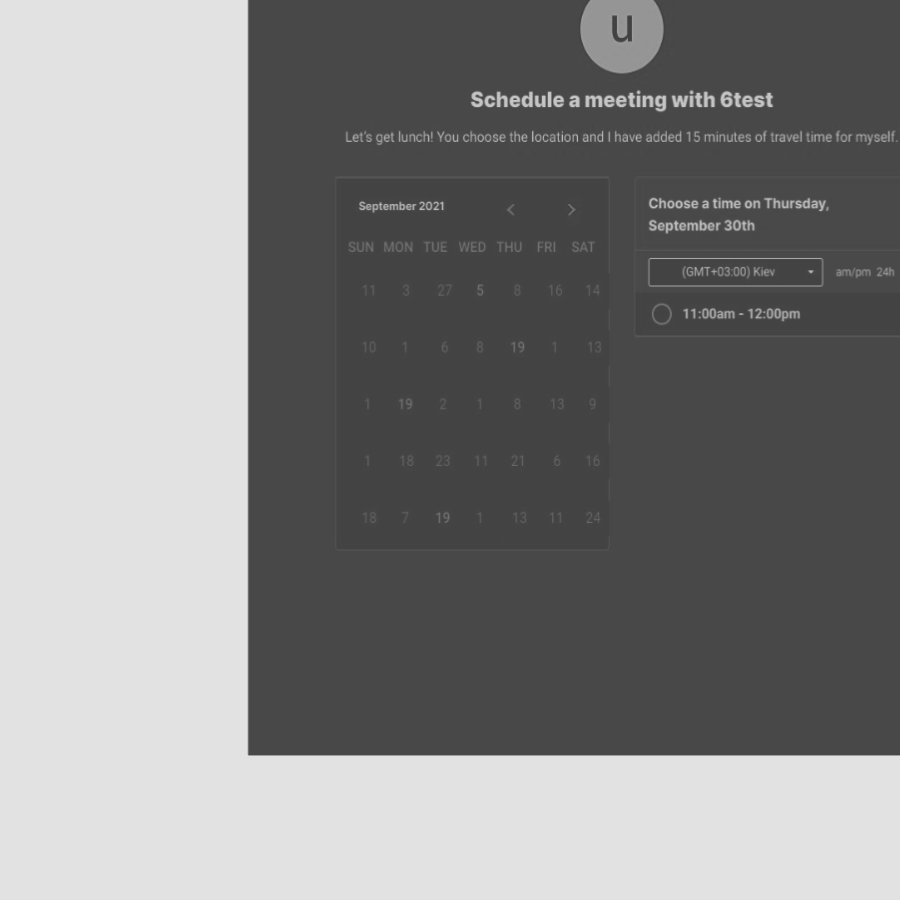 u
Schedule a meeting with 6test
Let's get lunch! You choose the location and I have added 15 minutes of travel time for myself.
September 2021
SUN MON TUE WED THU FRI SAT
11 3 27 5 8 16 14
10 1 6 8 19 1 13
1 19 2 1 8 13 9
1 18 23 11 21 6 16
18 7 19 1 13 11 24
Choose a time on Thursday,
September 30th
(GMT+03:00) Kiev am/pm 24h
11:00am - 12:00pm